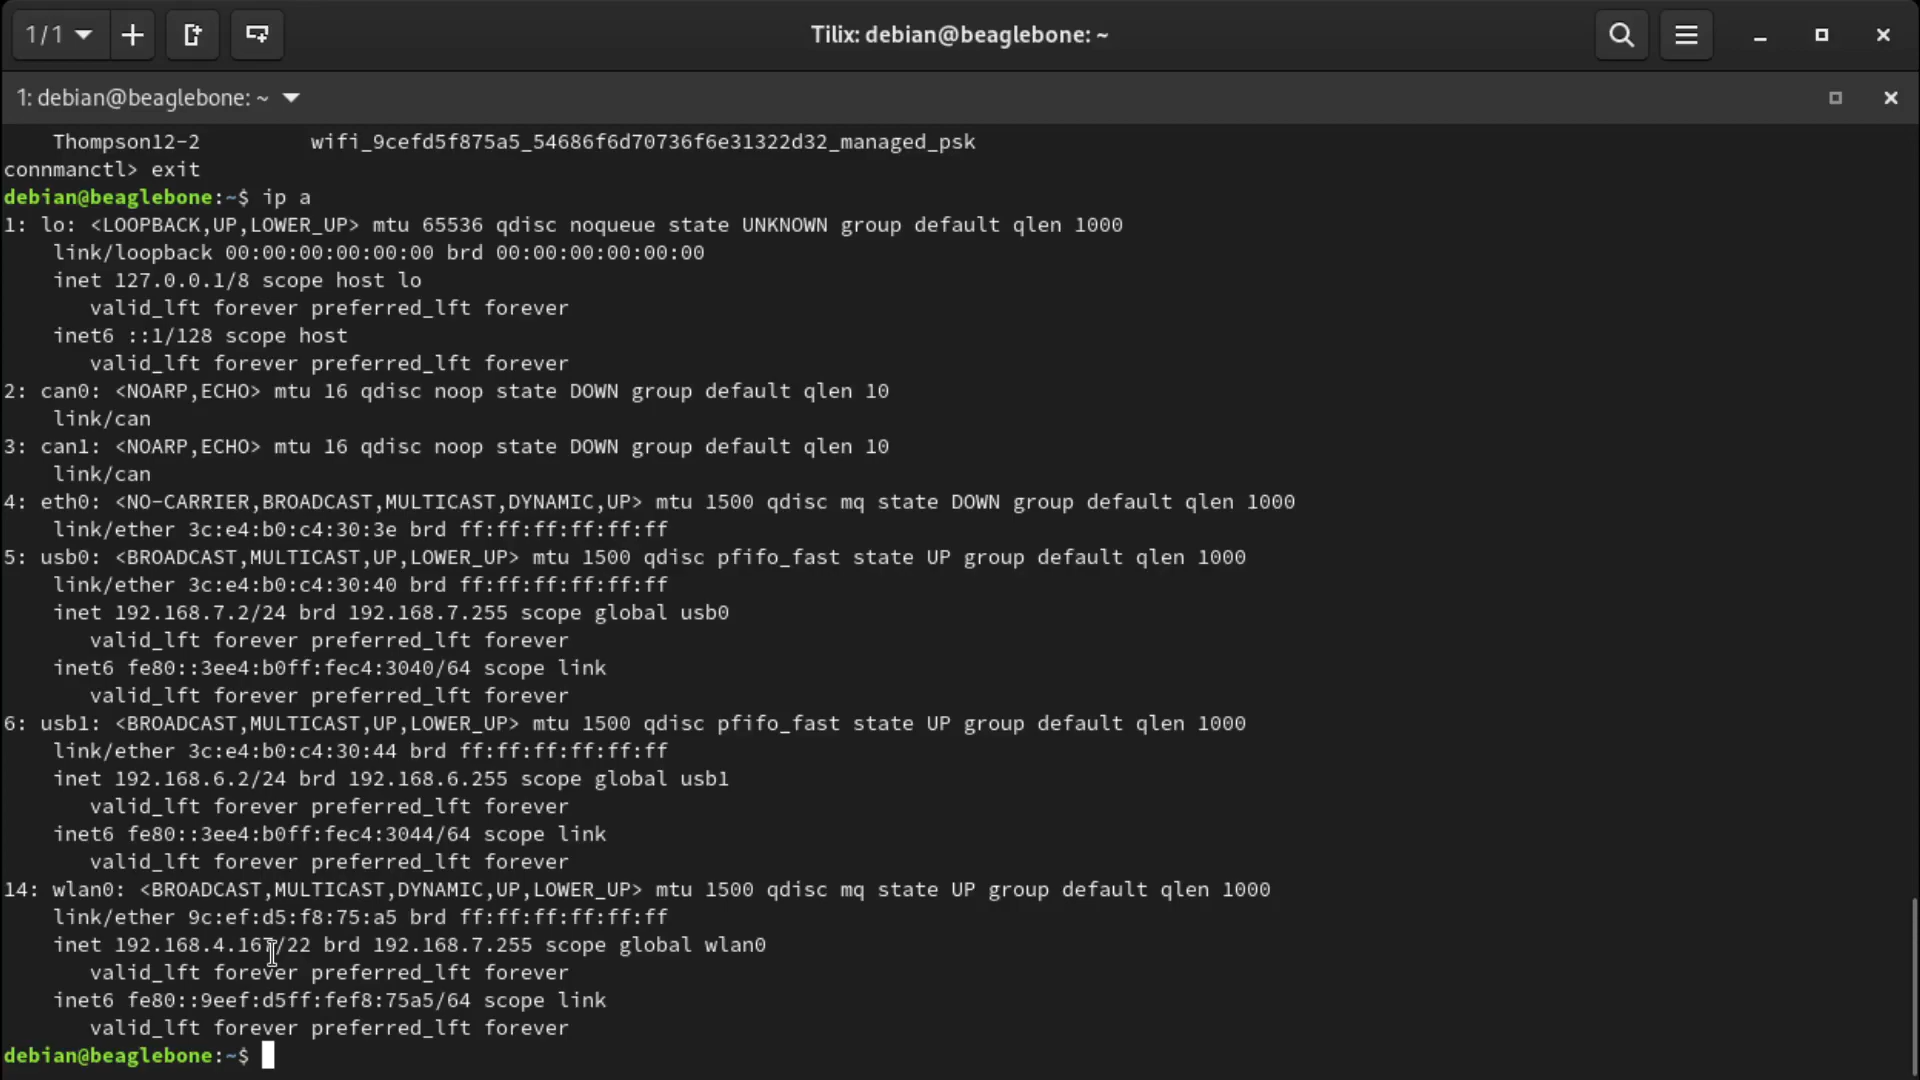 1/1
Tilix: debian@beaglebone: ~
1: debian@beaglebone: ~
Thompson12-2 wifi_9cefd5f875a5_54686f6d70736f6e31322d32_managed_psk
connmanctl> exit
debian@beaglebone:~$ ip a
1: lo: <LOOPBACK,UP,LOWER_UP> mtu 65536 qdisc noqueue state UNKNOWN group default qlen 1000
link/loopback 00:00:00:00:00:00 brd 00:00:00:00:00:00
inet 127.0.0.1/8 scope host lo
valid_lft forever preferred_lft forever
inet6 ::1/128 scope host
valid_lft forever preferred_lft forever
2: can0: <NOARP,ECHO> mtu 16 qdisc noop state DOWN group default qlen 10
link/can
3: can1: <NOARP,ECHO> mtu 16 qdisc noop state DOWN group default qlen 10
link/can
4: eth0: <NO-CARRIER,BROADCAST,MULTICAST,DYNAMIC,UP> mtu 1500 qdisc mq state DOWN group default qlen 1000
link/ether 3c:e4:b0:c4:30:3e brd ff:ff:ff:ff:ff:ff
5: usb0: <BROADCAST,MULTICAST,UP,LOWER_UP> mtu 1500 qdisc pfifo_fast state UP group default qlen 1000
link/ether 3c:e4:b0:c4:30:40 brd ff:ff:ff:ff:ff:ff
inet 192.168.7.2/24 brd 192.168.7.255 scope global usb0
valid_lft forever preferred_lft forever
inet6 fe80::3ee4:b0ff:fec4:3040/64 scope link
valid_lft forever preferred_lft forever
6: usb1: <BROADCAST,MULTICAST,UP,LOWER_UP> mtu 1500 qdisc pfifo_fast state UP group default qlen 1000
link/ether 3c:e4:b0:c4:30:44 brd ff:ff:ff:ff:ff:ff
inet 192.168.6.2/24 brd 192.168.6.255 scope global usb1
valid_lft forever preferred_lft forever
inet6 fe80::3ee4:b0ff:fec4:3044/64 scope link
valid_lft forever preferred_lft forever
14: wlan0: <BROADCAST,MULTICAST,DYNAMIC,UP,LOWER_UP> mtu 1500 qdisc mq state UP group default qlen 1000
link/ether 9c:ef:d5:f8:75:a5 brd ff:ff:ff:ff:ff:ff
inet 192.168.4.167/22 brd 192.168.7.255 scope global wlan0
valid_lft forever preferred_lft forever
inet6 fe80::9eef:d5ff:fef8:75a5/64 scope link
valid_lft forever preferred_lft forever
debian@beaglebone:~$